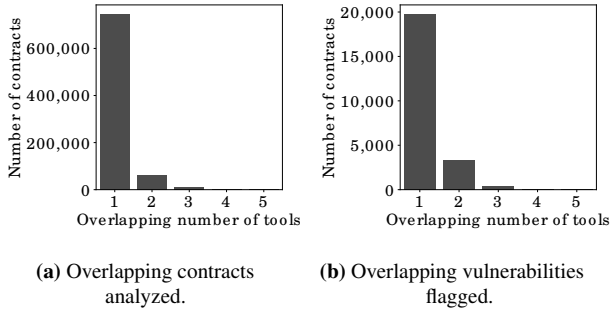 Number of contracts
600,000
400,000
200,000
0
1 2 3 4 5
Overlapping number of tools
(a) Overlapping contracts
analyzed.
Number of contracts
20,000
15,000
10,000
5,000
0
1 2 3 4 5
Overlapping number of tools
(b) Overlapping vulnerabilities
flagged.